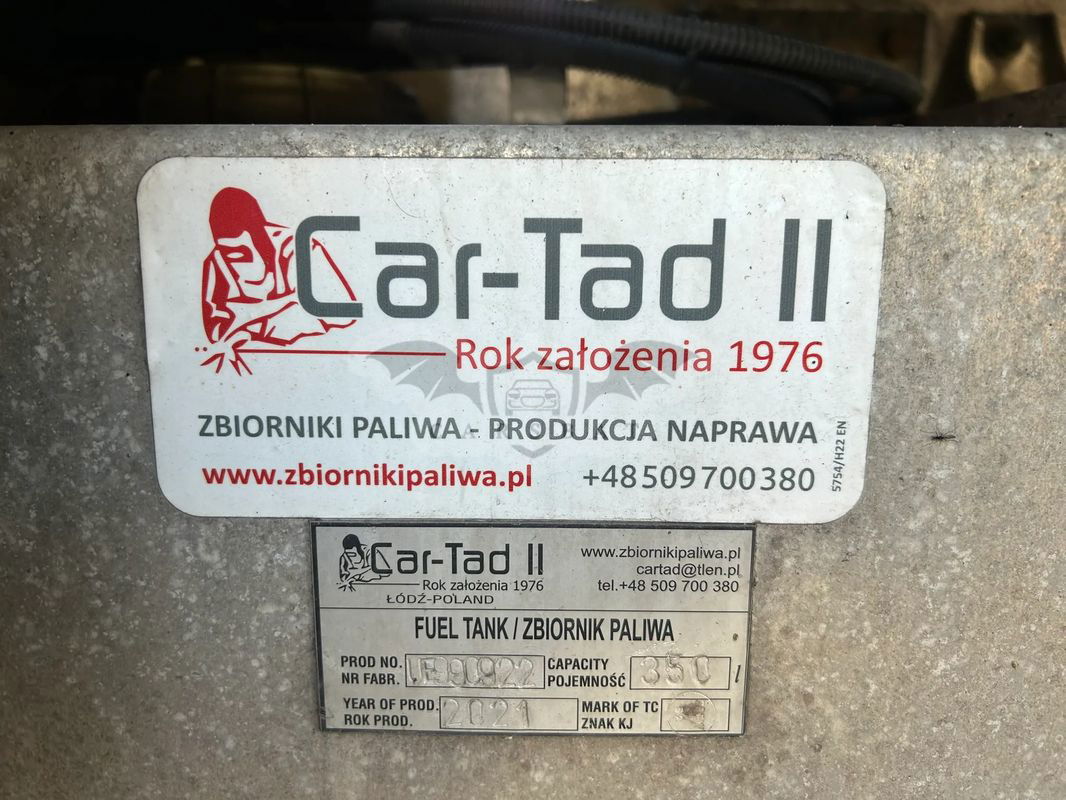 Car-Tad II
Rok założenia 1976
ZBIORNIKI PALIWA - PRODUKCJA NAPRAWA
www.zbiornikipaliwa.pl +48 509 700 380
5754/H22 EN
Car-Tad II
Rok założenia 1976
ŁÓDŹ-POLAND
www.zbiornikipaliwa.pl
cartad@tlen.pl
tel.+48 509 700 380
FUEL TANK / ZBIORNIK PALIWA
PROD NO.
NR FABR.
CAPACITY
POJEMNOŚĆ
350 l
YEAR OF PROD.
ROK PROD.
2021
MARK OF TC
ZNAK KJ